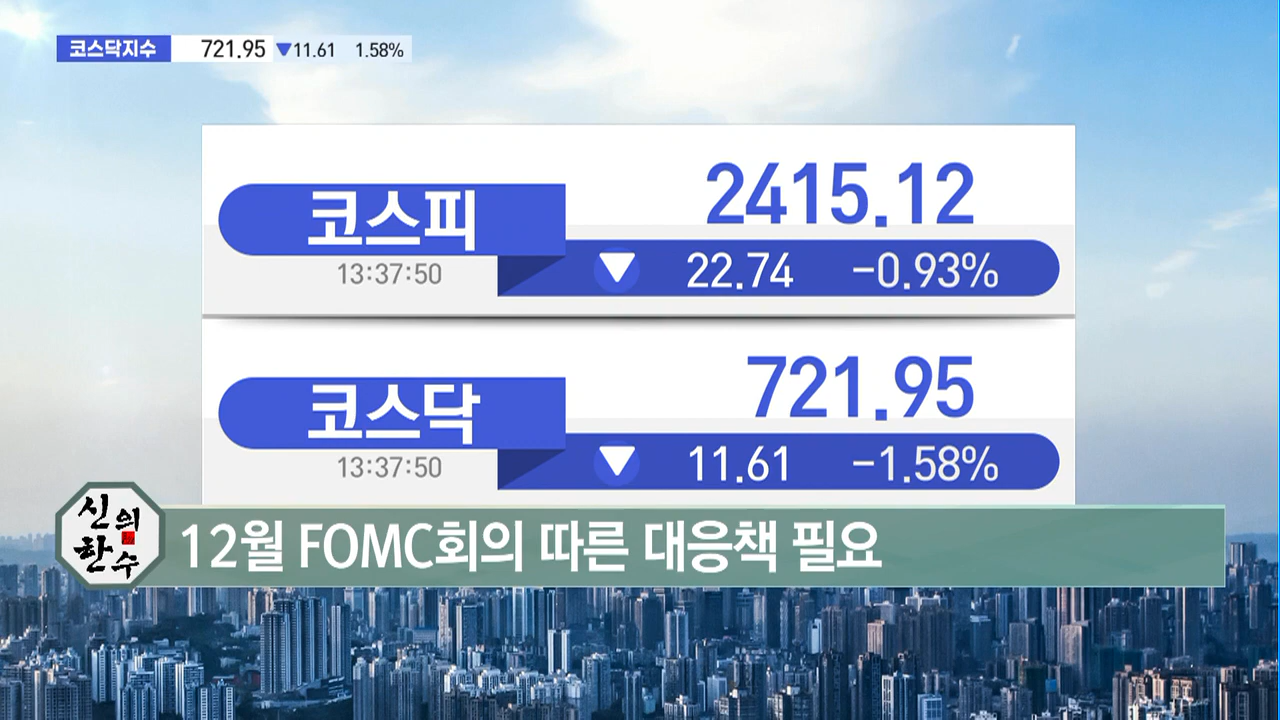 코스닥지수 721.95 ▼11.61 1.58%
코스피 2415.12
13:37:50 ▼ 22.74 -0.93%
코스닥 721.95
13:37:50 ▼ 11.61 -1.58%
신의
한수
12월 FOMC회의 따른 대응책 필요